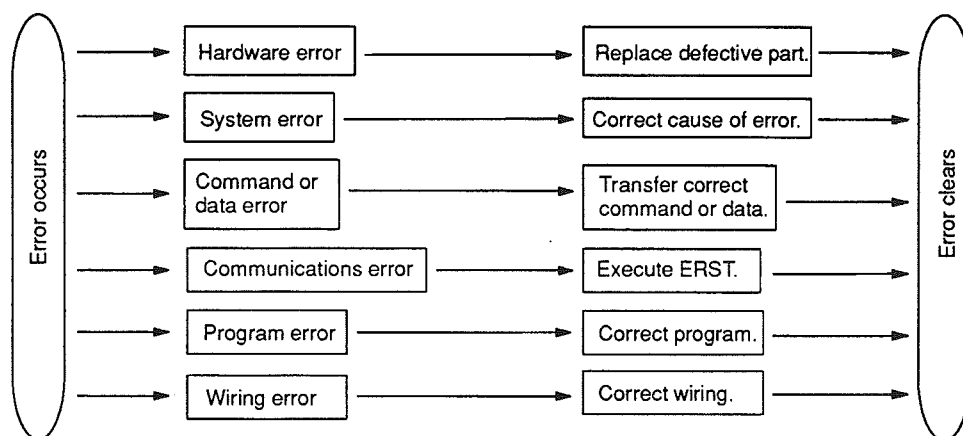 Error occurs
Hardware error
Replace defective part.
System error
Correct cause of error.
Command or
data error
Transfer correct
command or data.
Communications error
Execute ERST.
Program error
Correct program.
Wiring error
Correct wiring.
Error clears